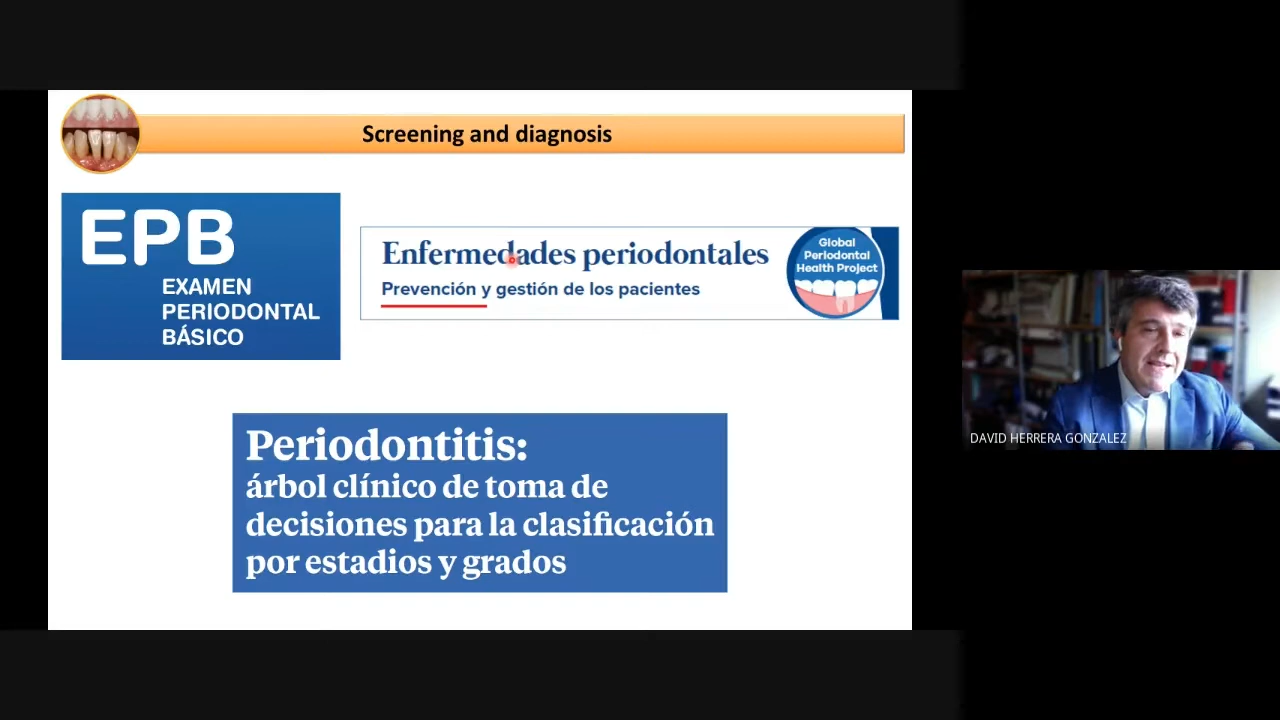 Screening and diagnosis
EPB
EXAMEN
PERIODONTAL
BÁSICO
Enfermedades periodontales
Prevención y gestión de los pacientes
Global
Periodontal
Health Project
Periodontitis:
árbol clínico de toma de
decisiones para la clasificación
por estadios y grados
DAVID HERRERA GONZALEZ